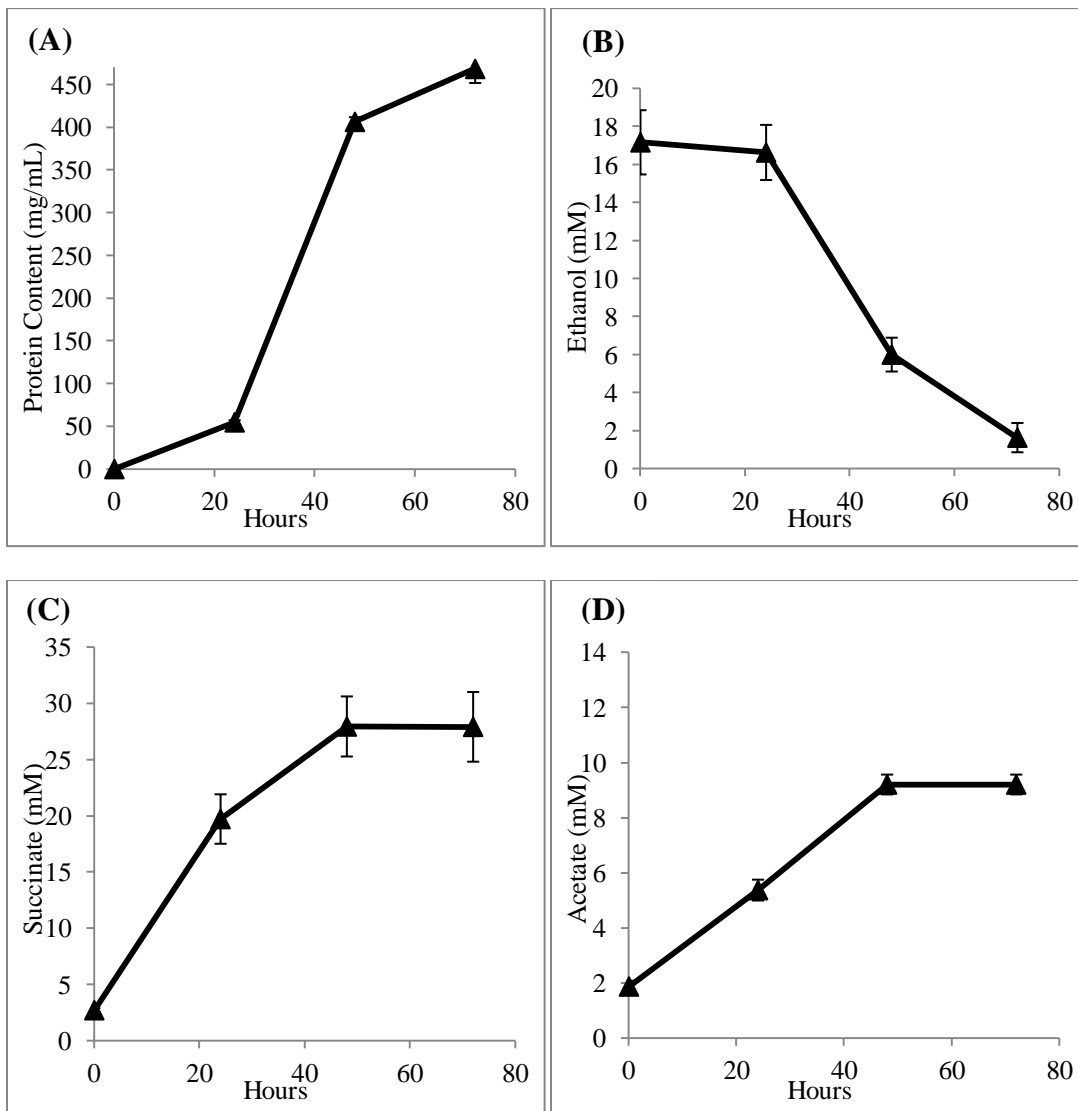 (A)
Protein Content (mg/mL)
450
400
350
300
250
200
150
100
50
0
0 20 40 60 80
Hours
(B)
Ethanol (mM)
20
18
16
14
12
10
8
6
4
2
0
0 20 40 60 80
Hours
(C)
Succinate (mM)
35
30
25
20
15
10
5
0
0 20 40 60 80
Hours
(D)
Acetate (mM)
14
12
10
8
6
4
2
0
0 20 40 60 80
Hours